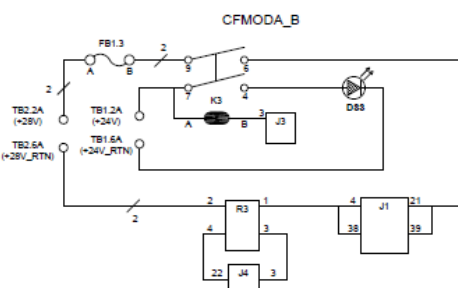 CFMODA_B
FB1.3
A B
2
9 6
2
7 4
K3
DS3
TB2.2A
(+28V)
TB1.2A
(+24V)
A B
3
J3
TB2.6A
(+28V_RTN)
TB1.6A
(+24V_RTN)
2
2 R3 1
4 3
22 J4 3
4 J1 21
38 39